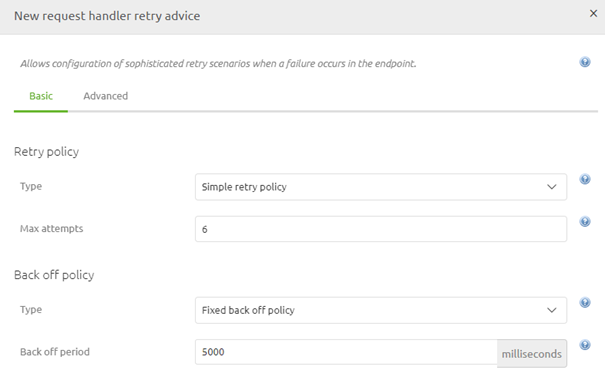 New request handler retry advice
Allows configuration of sophisticated retry scenarios when a failure occurs in the endpoint.
Basic Advanced
Retry policy
Type Simple retry policy
Max attempts 6
Back off policy
Type Fixed back off policy
Back off period 5000 milliseconds